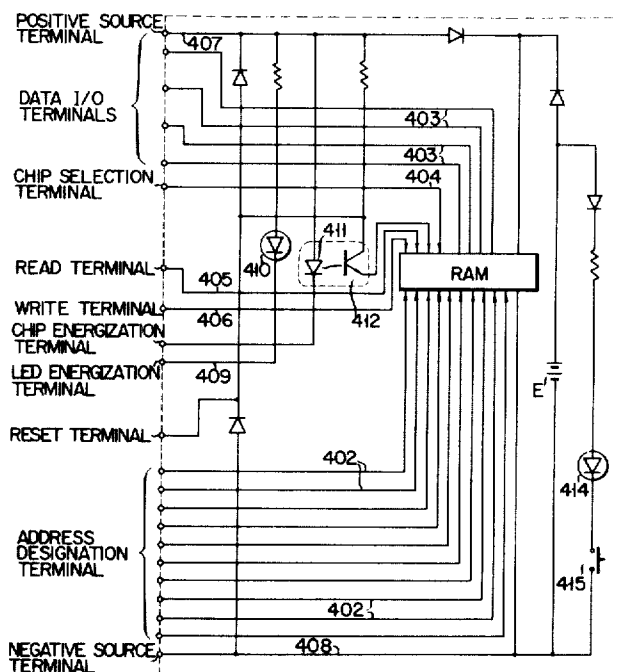 POSITIVE SOURCE
TERMINAL
407
DATA I/O
TERMINALS
403
403
CHIP SELECTION
TERMINAL
404
411
410
READ TERMINAL
405
RAM
WRITE TERMINAL
406
412
CHIP ENERGIZATION
TERMINAL
LED ENERGIZATION
TERMINAL
409
E
RESET TERMINAL
402
414
ADDRESS
DESIGNATION
TERMINAL
415
402
NEGATIVE SOURCE
TERMINAL
408